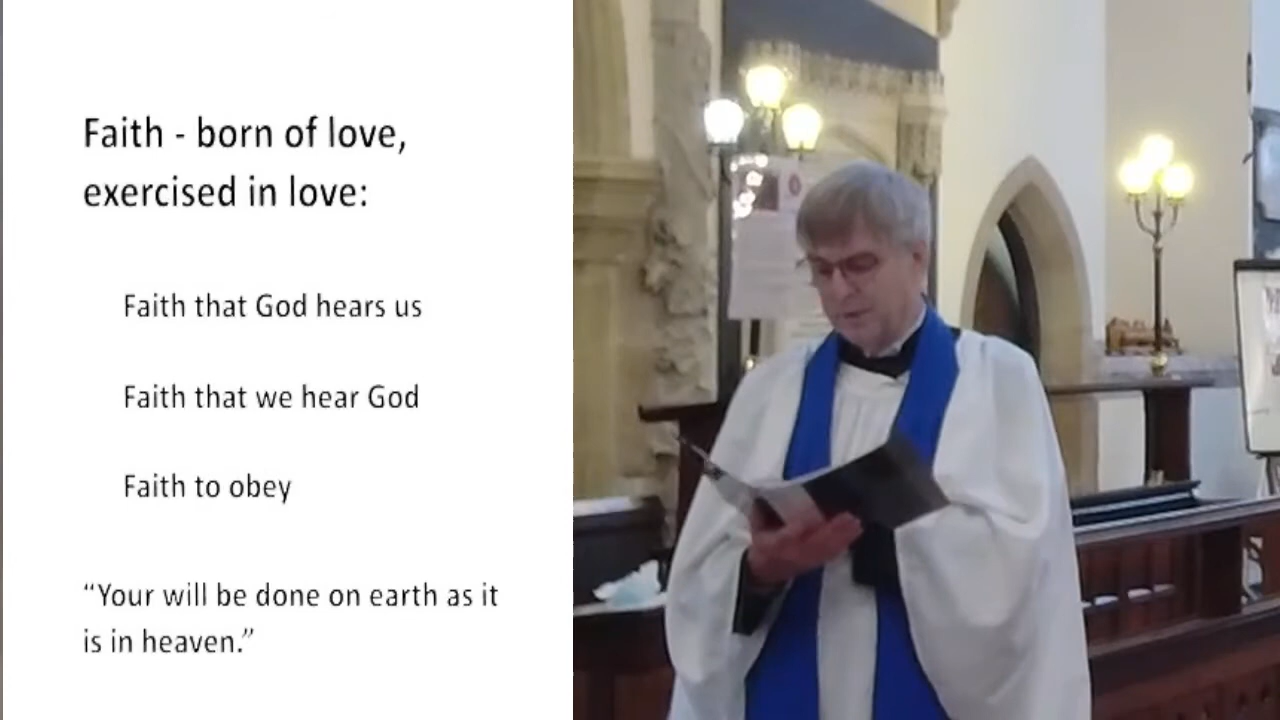 Faith - born of love,
exercised in love:
Faith that God hears us
Faith that we hear God
Faith to obey
“Your will be done on earth as it
is in heaven.”